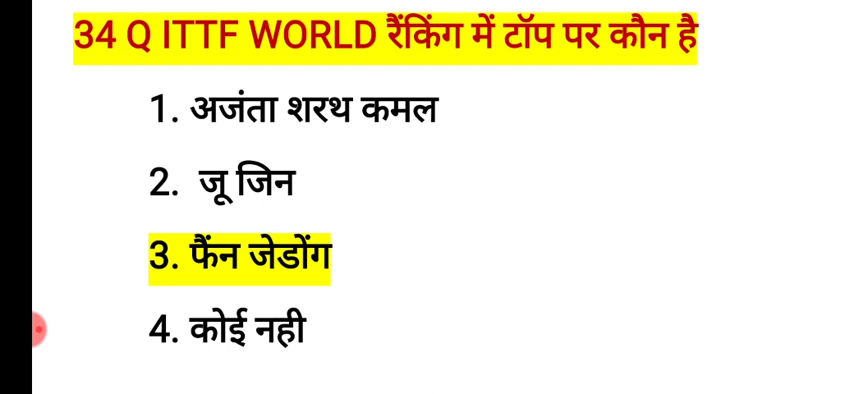 34 Q ITTF WORLD रैंकिंग में टॉप पर कौन है
1. अजंता शरथ कमल
2. जू जिन
3. फैंन जेडोंग
4. कोई नही